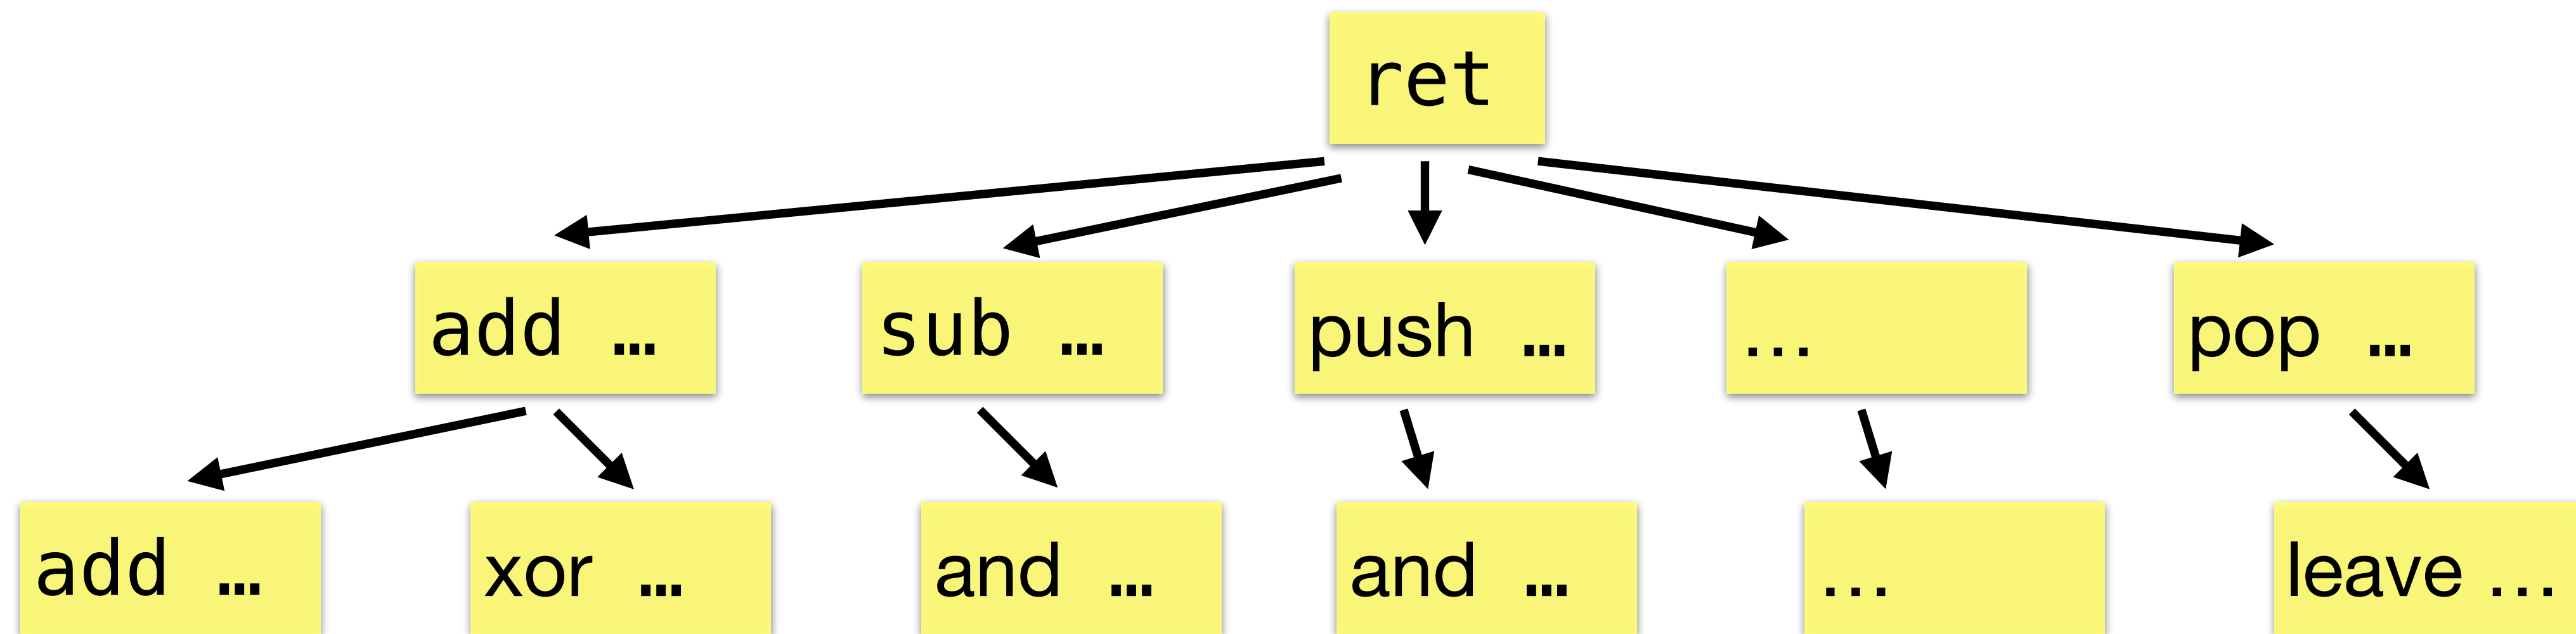 ret
add …
sub …
push …
…
pop …
add …
xor …
and …
and …
…
leave …